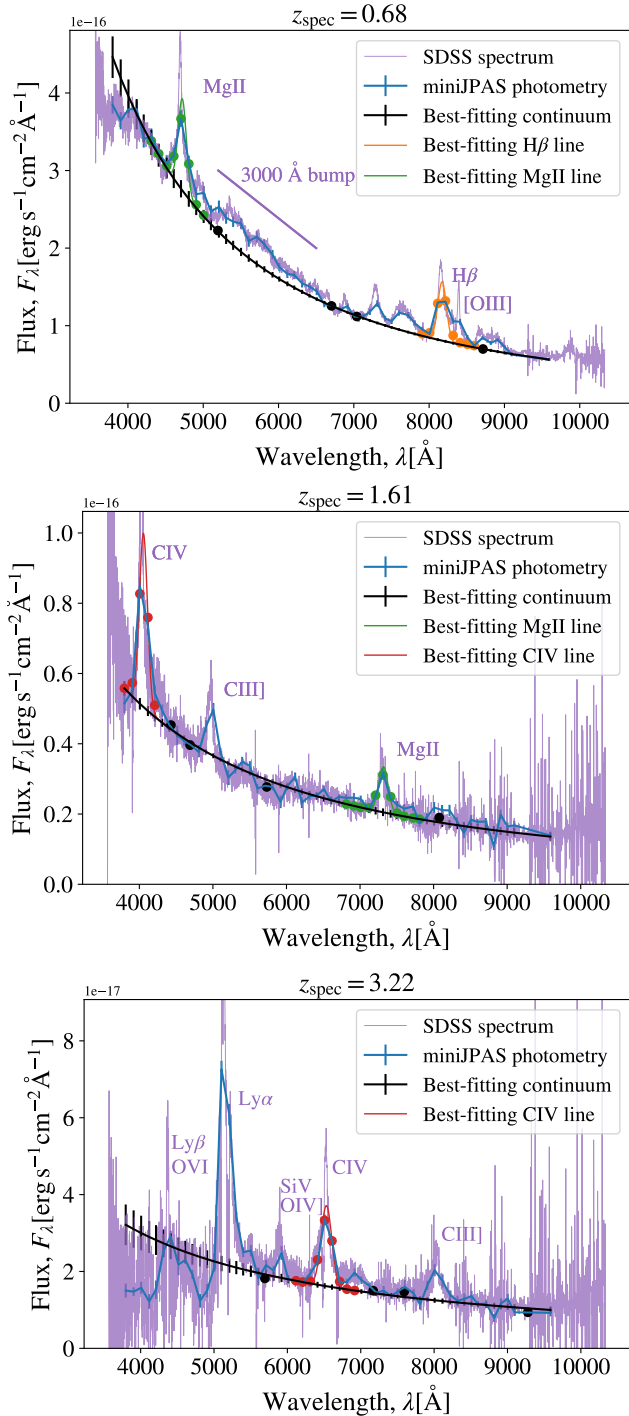 z_spec = 0.68
1e−16
Flux, F_λ[erg s⁻¹cm⁻²Å⁻¹]
4
3
2
1
0
MgII
3000 Å bump
Hβ
[OIII]
SDSS spectrum
miniJPAS photometry
Best-fitting continuum
Best-fitting Hβ line
Best-fitting MgII line
4000 5000 6000 7000 8000 9000 10000
Wavelength, λ[Å]
z_spec = 1.61
1e−16
Flux, F_λ[erg s⁻¹cm⁻²Å⁻¹]
1.0
0.8
0.6
0.4
0.2
0.0
CIV
CIII]
MgII
SDSS spectrum
miniJPAS photometry
Best-fitting continuum
Best-fitting MgII line
Best-fitting CIV line
4000 5000 6000 7000 8000 9000 10000
Wavelength, λ[Å]
z_spec = 3.22
1e−17
Flux, F_λ[erg s⁻¹cm⁻²Å⁻¹]
8
6
4
2
0
Lyβ
OVI
Lyα
SiV
OIV]
CIV
CIII]
SDSS spectrum
miniJPAS photometry
Best-fitting continuum
Best-fitting CIV line
4000 5000 6000 7000 8000 9000 10000
Wavelength, λ[Å]